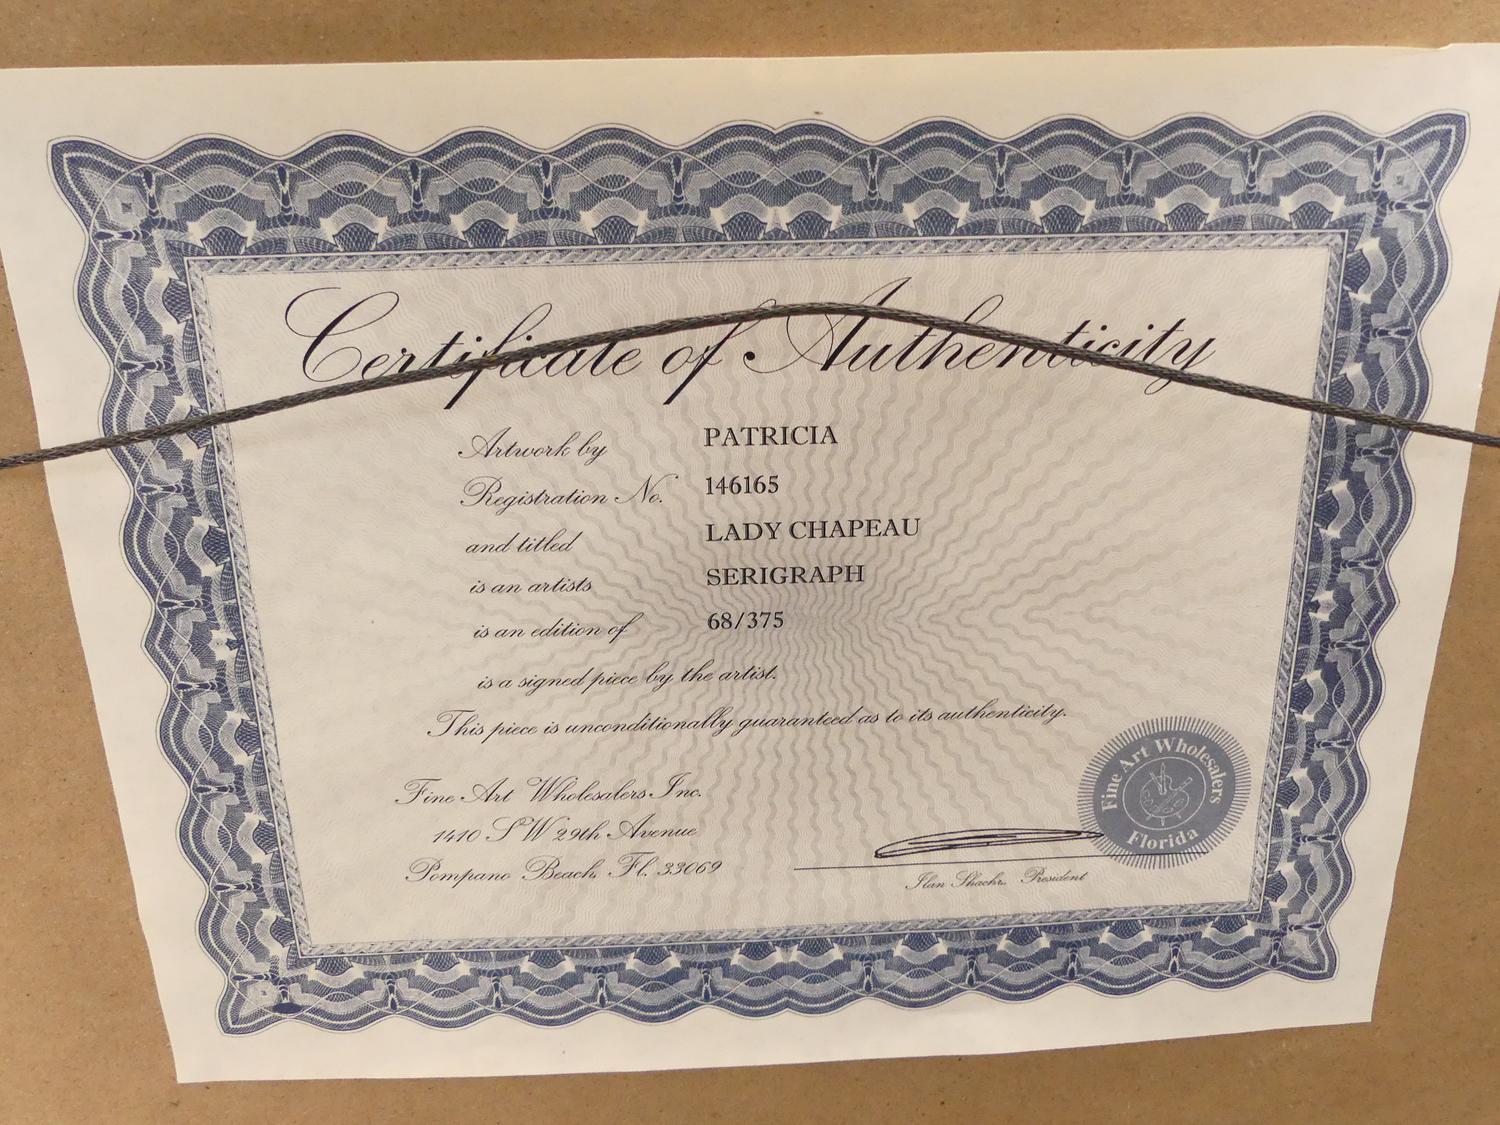 Certificate of Authenticity
Artwork by PATRICIA
Registration No. 146165
and titled LADY CHAPEAU
is an artists SERIGRAPH
is an edition of 68/375
is a signed piece by the artist.
This piece is unconditionally guaranteed as to its authenticity.
Fine Art Wholesalers Inc.
1410 SW 29th Avenue
Pompano Beach, Fl. 33069
Ilan Shachr, President
Fine Art Wholesalers
Florida